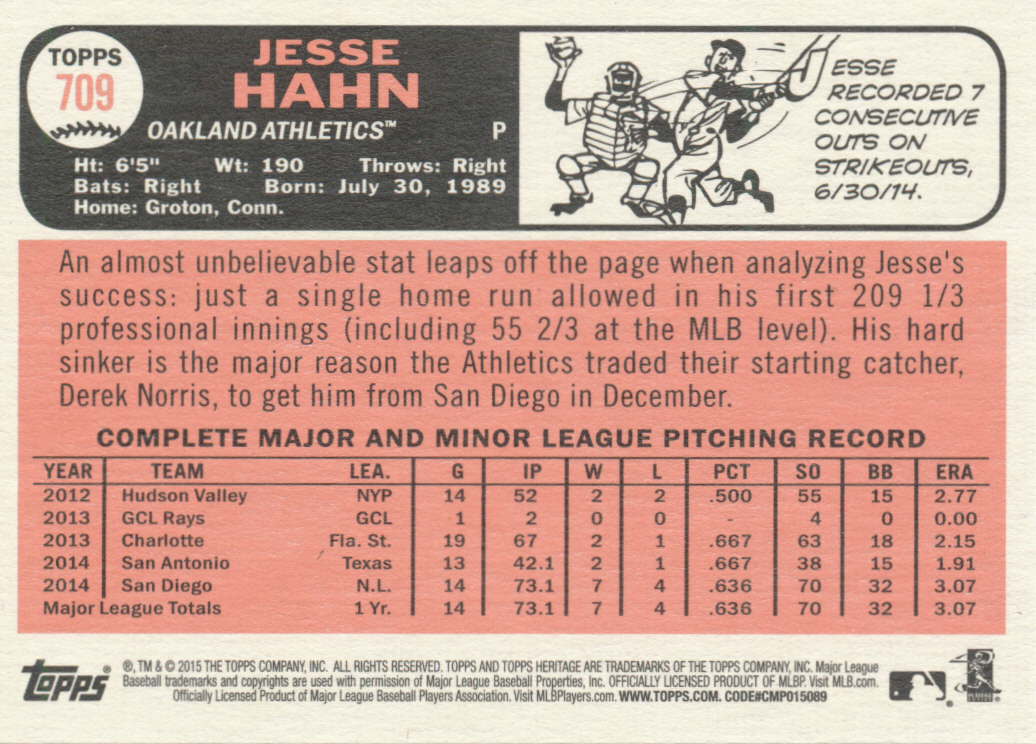 TOPPS
709
JESSE
HAHN
OAKLAND ATHLETICS™ P
Ht: 6'5" Wt: 190 Throws: Right
Bats: Right Born: July 30, 1989
Home: Groton, Conn.
JESSE
RECORDED 7
CONSECUTIVE
OUTS ON
STRIKEOUTS,
6/30/14.
An almost unbelievable stat leaps off the page when analyzing Jesse's
success: just a single home run allowed in his first 209 1/3
professional innings (including 55 2/3 at the MLB level). His hard
sinker is the major reason the Athletics traded their starting catcher,
Derek Norris, to get him from San Diego in December.
COMPLETE MAJOR AND MINOR LEAGUE PITCHING RECORD
YEAR TEAM LEA. G IP W L PCT SO BB ERA
2012 Hudson Valley NYP 14 52 2 2 .500 55 15 2.77
2013 GCL Rays GCL 1 2 0 0 - 4 0 0.00
2013 Charlotte Fla. St. 19 67 2 1 .667 63 18 2.15
2014 San Antonio Texas 13 42.1 2 1 .667 38 15 1.91
2014 San Diego N.L. 14 73.1 7 4 .636 70 32 3.07
Major League Totals 1 Yr. 14 73.1 7 4 .636 70 32 3.07
topps®
®, TM & © 2015 THE TOPPS COMPANY, INC. ALL RIGHTS RESERVED. TOPPS AND TOPPS HERITAGE ARE TRADEMARKS OF THE TOPPS COMPANY, INC. Major League
Baseball trademarks and copyrights are used with permission of Major League Baseball Properties, Inc. OFFICIALLY LICENSED PRODUCT OF MLBP. Visit MLB.com.
Officially Licensed Product of Major League Baseball Players Association. Visit MLBPlayers.com. WWW.TOPPS.COM. CODE#CMP015089